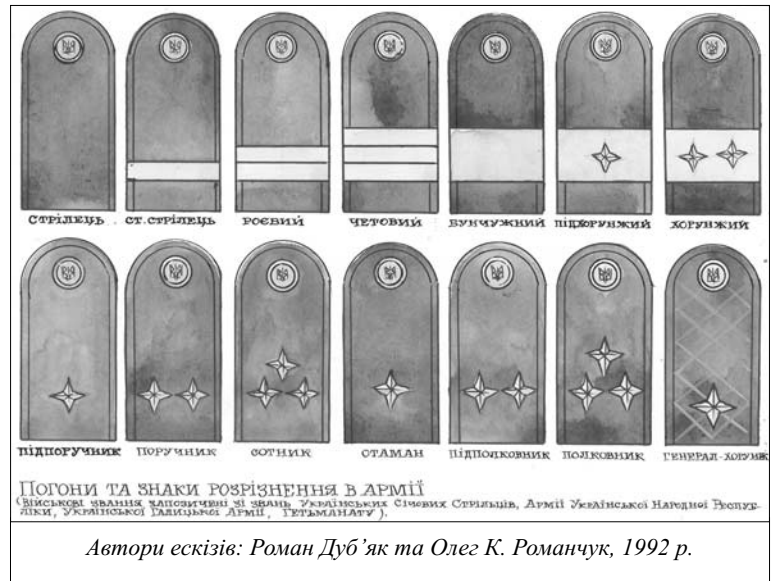 СТРІЛЕЦЬ СТ. СТРІЛЕЦЬ РОЄВИЙ ЧЕТОВИЙ БУНЧУЖНИЙ ПІДХОРУНЖИЙ ХОРУНЖИЙ
ПІДПОРУЧНИК ПОРУЧНИК СОТНИК ОТАМАН ПІДПОЛКОВНИК ПОЛКОВНИК ГЕНЕРАЛ-ХОРУНЖ
ПОГОНИ ТА ЗНАКИ РОЗРІЗНЕННЯ В АРМІЇ
(ВІЙСЬКОВІ ЗВАННЯ ЗАПОЗИЧЕНІ ЗІ ЗВАНЬ УКРАЇНСЬКИХ СІЧОВИХ СТРІЛЬЦІВ, АРМІЇ УКРАЇНСЬКОЇ НАРОДНОЇ РЕСПУБ-
ЛІКИ, УКРАЇНСЬКОЇ ГАЛИЦЬКОЇ АРМІЇ, ГЕТЬМАНАТУ).
Автори ескізів: Роман Дуб’як та Олег К. Романчук, 1992 р.